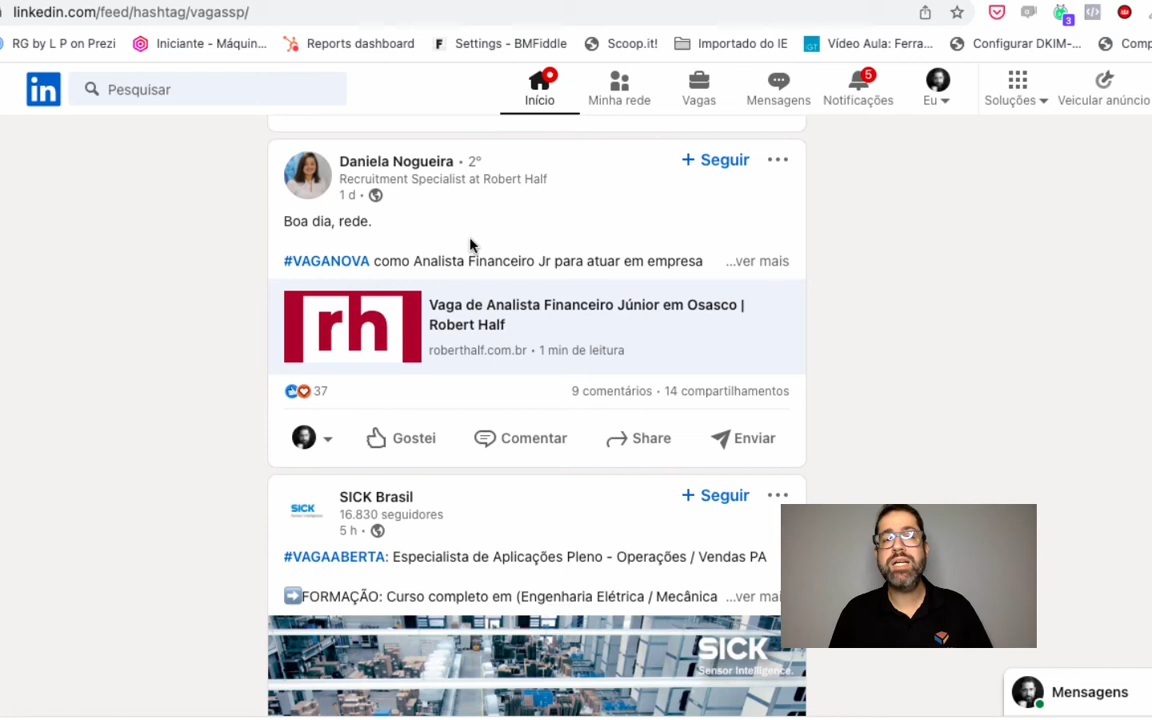 linkedin.com/feed/hashtag/vagassp/
3
RG by L P on Prezi
Iniciante - Máquin...
Reports dashboard
F
Settings - BMFiddle
Scoop.it!
Importado do IE
GT
Vídeo Aula: Ferra...
Configurar DKIM-...
Comp
in
Pesquisar
Início
Minha rede
Vagas
Mensagens
5
Notificações
Eu
Soluções
Veicular anúncio
Daniela Nogueira • 2º
+ Seguir
Recruitment Specialist at Robert Half
1 d •
Boa dia, rede.
#VAGANOVA como Analista Financeiro Jr para atuar em empresa ...ver mais
rh
Vaga de Analista Financeiro Júnior em Osasco |
Robert Half
roberthalf.com.br • 1 min de leitura
37
9 comentários • 14 compartilhamentos
Gostei
Comentar
Share
Enviar
SICK
Sensor Intelligence.
SICK Brasil
+ Seguir
16.830 seguidores
5 h •
#VAGAABERTA: Especialista de Aplicações Pleno - Operações / Vendas PA
FORMAÇÃO: Curso completo em (Engenharia Elétrica / Mecânica ...ver mai
SICK
Sensor Intelligence.
Mensagens